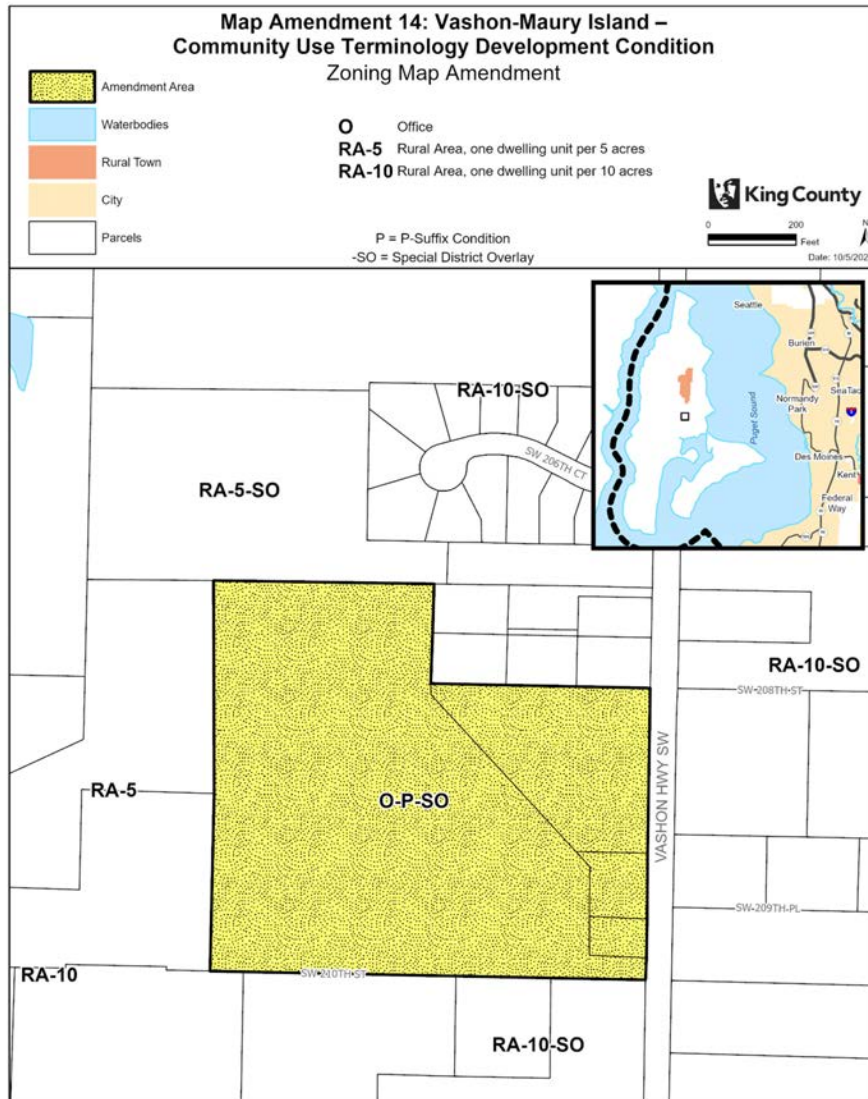 Map Amendment 14: Vashon-Maury Island –
Community Use Terminology Development Condition
Zoning Map Amendment
Amendment Area
Waterbodies
Rural Town
City
Parcels
O Office
RA-5 Rural Area, one dwelling unit per 5 acres
RA-10 Rural Area, one dwelling unit per 10 acres
P = P-Suffix Condition
-SO = Special District Overlay
King County
0 200
Feet
N
Date: 10/5/202
Seattle
Burien
SeaTac
Normandy
Park
Puget Sound
Des Moines
Kent
Federal
Way
RA-10-SO
SW 206TH CT
RA-5-SO
RA-10-SO
SW 208TH ST
VASHON HWY SW
RA-5
O-P-SO
SW 209TH PL
RA-10
SW 210TH ST
RA-10-SO